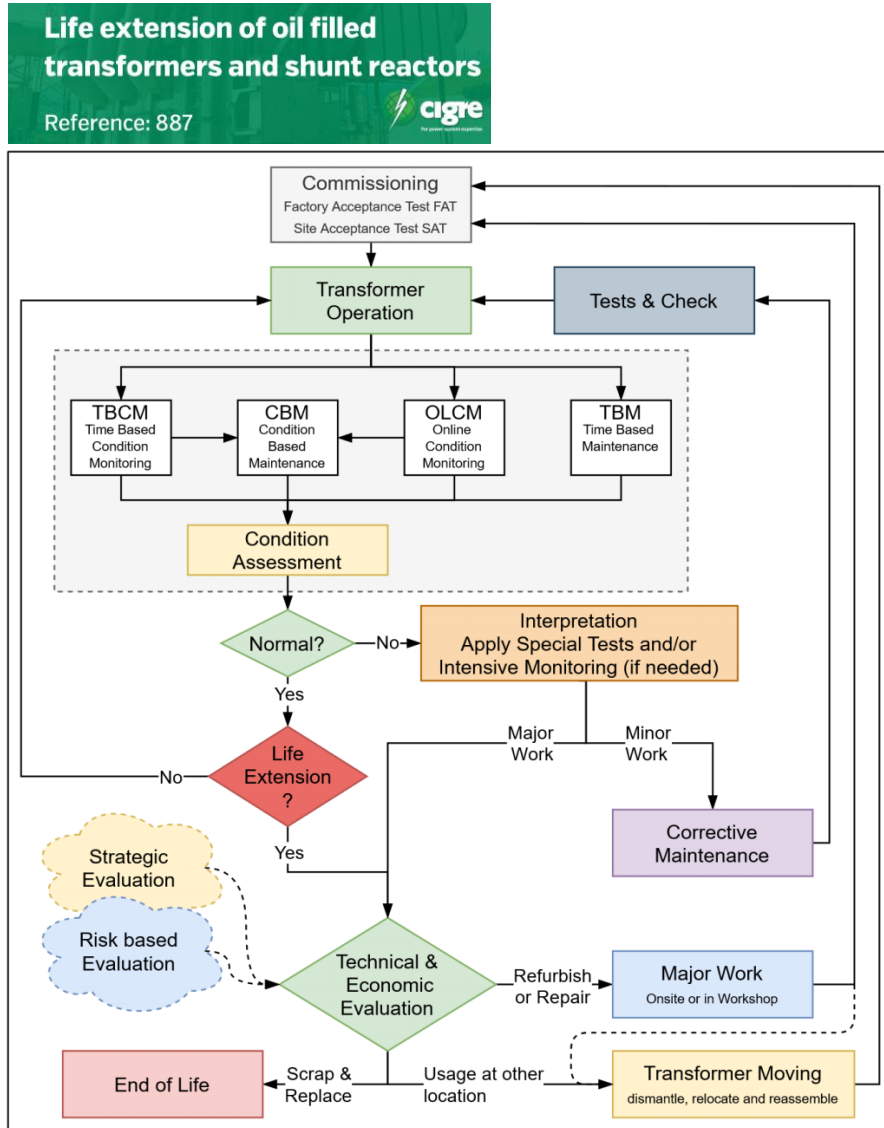 Life extension of oil filled
transformers and shunt reactors
Reference: 887
cigre
For power system expertise
Commissioning
Factory Acceptance Test FAT
Site Acceptance Test SAT
Transformer
Operation
Tests & Check
TBCM
Time Based
Condition
Monitoring
CBM
Condition
Based
Maintenance
OLCM
Online
Condition
Monitoring
TBM
Time Based
Maintenance
Condition
Assessment
Normal?
No
Interpretation
Apply Special Tests and/or
Intensive Monitoring (if needed)
Yes
Major
Work
Minor
Work
Life
Extension
?
No
Yes
Corrective
Maintenance
Strategic
Evaluation
Risk based
Evaluation
Technical &
Economic
Evaluation
Refurbish
or Repair
Major Work
Onsite or in Workshop
End of Life
Scrap &
Replace
Usage at other
location
Transformer Moving
dismantle, relocate and reassemble